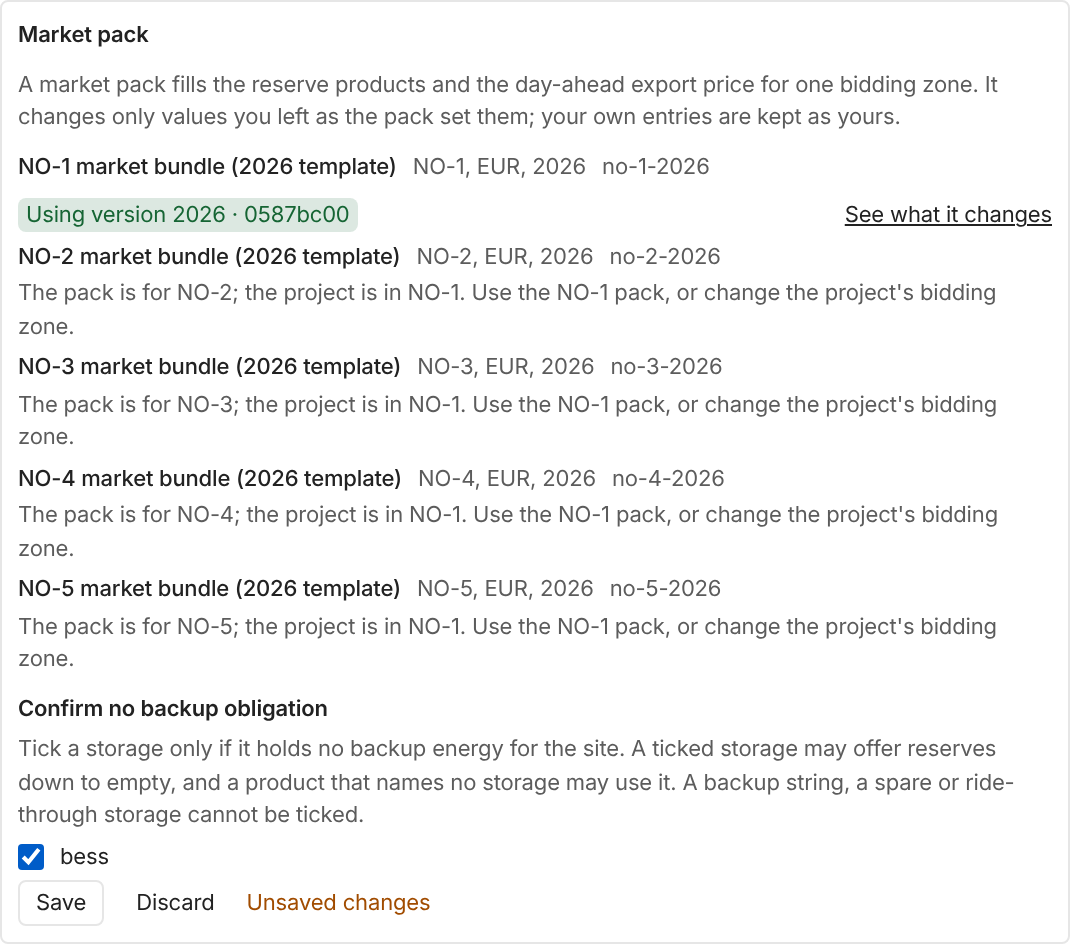 Market pack
A market pack fills the reserve products and the day-ahead export price for one bidding zone. It
changes only values you left as the pack set them; your own entries are kept as yours.
NO-1 market bundle (2026 template) NO-1, EUR, 2026 no-1-2026
Using version 2026 · 0587bc00 See what it changes
NO-2 market bundle (2026 template) NO-2, EUR, 2026 no-2-2026
The pack is for NO-2; the project is in NO-1. Use the NO-1 pack, or change the project's bidding
zone.
NO-3 market bundle (2026 template) NO-3, EUR, 2026 no-3-2026
The pack is for NO-3; the project is in NO-1. Use the NO-1 pack, or change the project's bidding
zone.
NO-4 market bundle (2026 template) NO-4, EUR, 2026 no-4-2026
The pack is for NO-4; the project is in NO-1. Use the NO-1 pack, or change the project's bidding
zone.
NO-5 market bundle (2026 template) NO-5, EUR, 2026 no-5-2026
The pack is for NO-5; the project is in NO-1. Use the NO-1 pack, or change the project's bidding
zone.
Confirm no backup obligation
Tick a storage only if it holds no backup energy for the site. A ticked storage may offer reserves
down to empty, and a product that names no storage may use it. A backup string, a spare or ride-
through storage cannot be ticked.
bess
Save Discard Unsaved changes